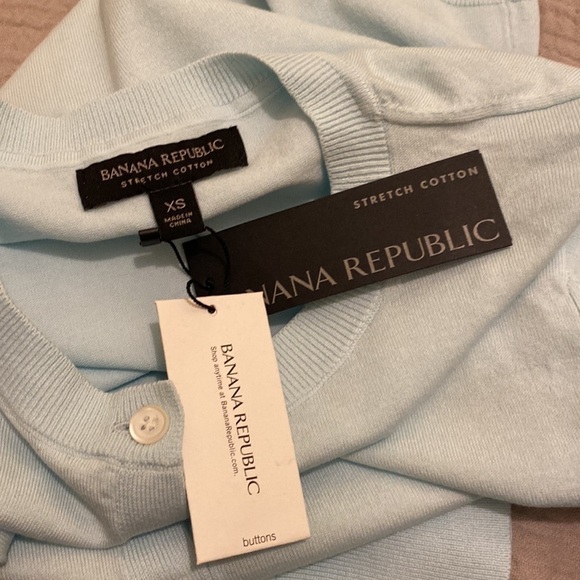 BANANA REPUBLIC
STRETCH COTTON
XS
MADE IN
CHINA
STRETCH COTTON
NANA REPUBLIC
BANANA REPUBLIC
Shop anytime at BananaRepublic.com.
buttons